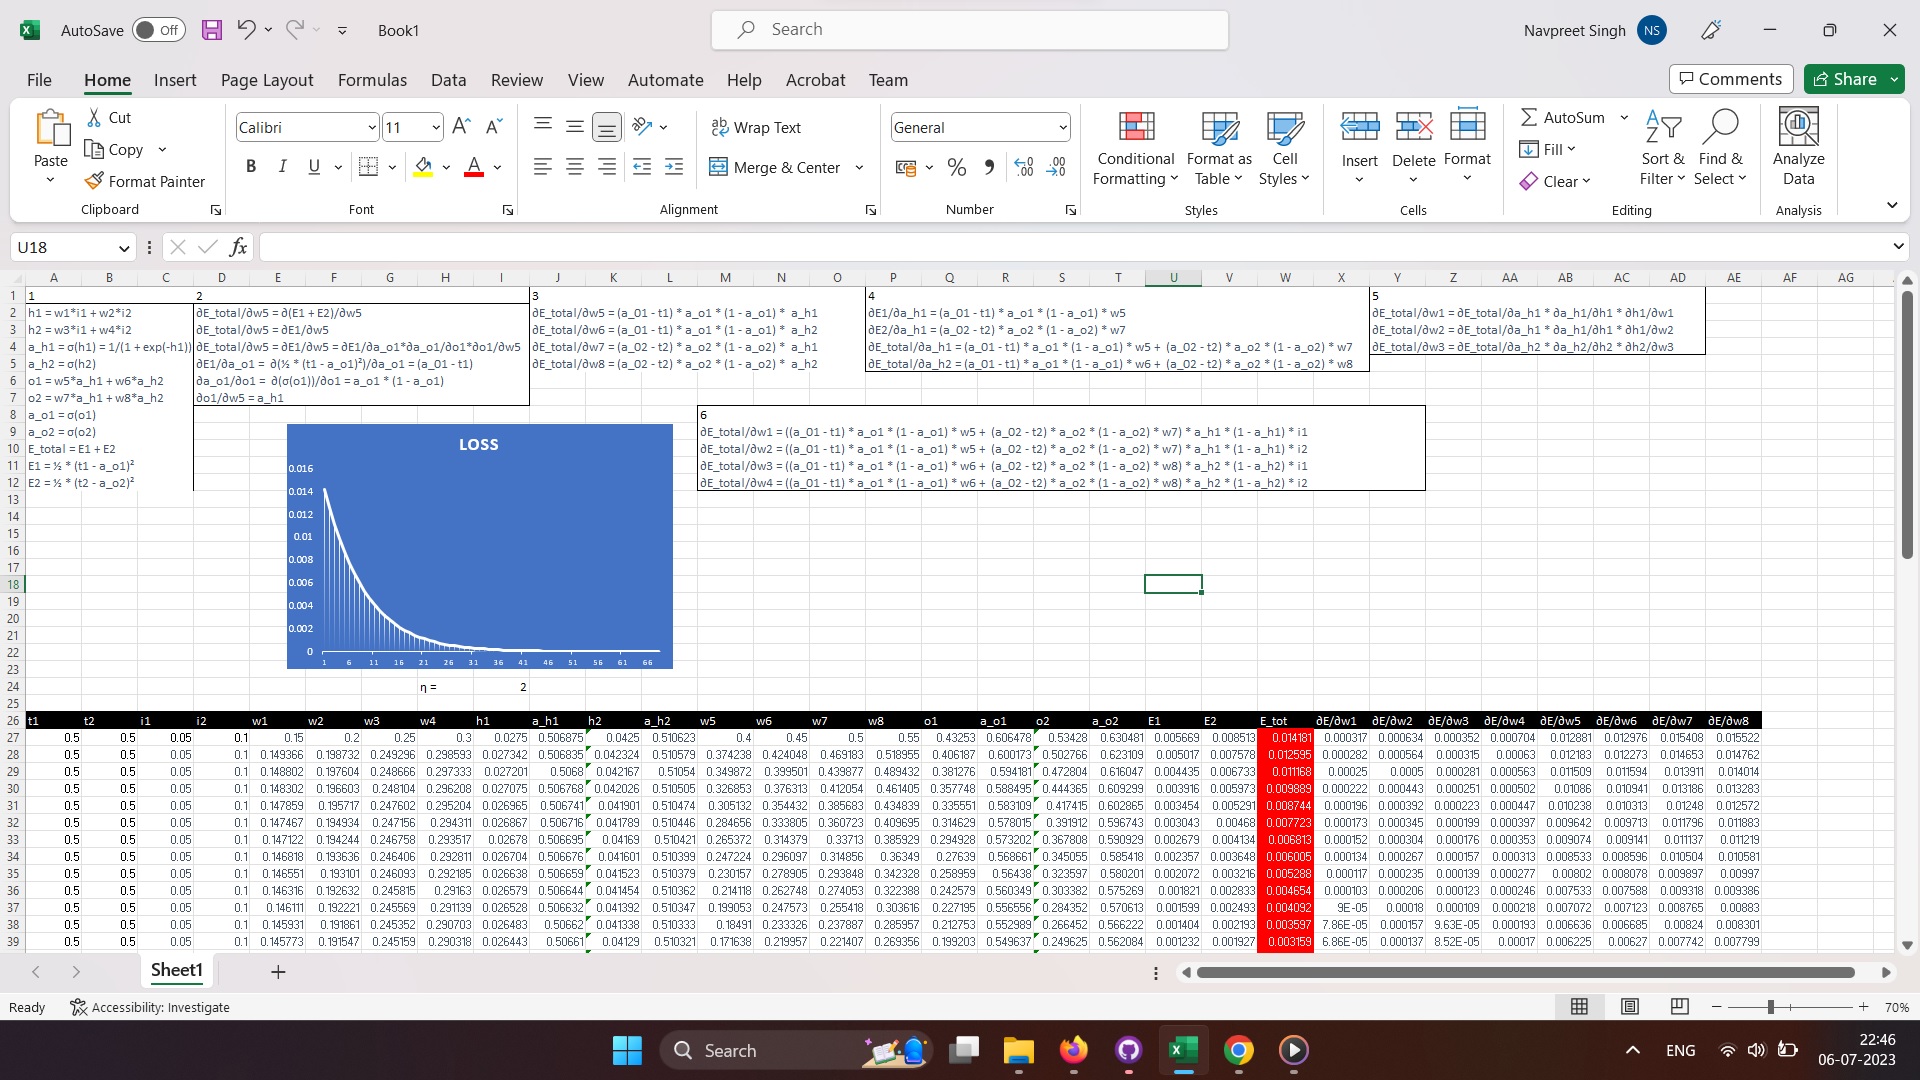 AutoSave Off Book1 Search Navpreet Singh NS
File Home Insert Page Layout Formulas Data Review View Automate Help Acrobat Team Comments Share
Paste Cut Copy Format Painter Clipboard
Calibri 11 B I U A A Font
Wrap Text Merge & Center Alignment
General % Number
Conditional Formatting Format as Table Cell Styles Styles
Insert Delete Format Cells
AutoSum Fill Clear Sort & Filter Find & Select Editing
Analyze Data Analysis
U18 fx
A B C D E F G H I J K L M N O P Q R S T U V W X Y Z AA AB AC AD AE AF AG
1
h1 = w1*i1 + w2*i2
h2 = w3*i1 + w4*i2
a_h1 = σ(h1) = 1/(1 + exp(-h1))
a_h2 = σ(h2)
o1 = w5*a_h1 + w6*a_h2
o2 = w7*a_h1 + w8*a_h2
a_o1 = σ(o1)
a_o2 = σ(o2)
E_total = E1 + E2
E1 = ½ * (t1 - a_o1)²
E2 = ½ * (t2 - a_o2)²
2
∂E_total/∂w5 = ∂(E1 + E2)/∂w5
∂E_total/∂w5 = ∂E1/∂w5
∂E_total/∂w5 = ∂E1/∂w5 = ∂E1/∂a_o1*∂a_o1/∂o1*∂o1/∂w5
∂E1/∂a_o1 = ∂(½ * (t1 - a_o1)²)/∂a_o1 = (a_01 - t1)
∂a_o1/∂o1 = ∂(σ(o1))/∂o1 = a_o1 * (1 - a_o1)
∂o1/∂w5 = a_h1
3
∂E_total/∂w5 = (a_01 - t1) * a_o1 * (1 - a_o1) * a_h1
∂E_total/∂w6 = (a_01 - t1) * a_o1 * (1 - a_o1) * a_h2
∂E_total/∂w7 = (a_02 - t2) * a_o2 * (1 - a_o2) * a_h1
∂E_total/∂w8 = (a_02 - t2) * a_o2 * (1 - a_o2) * a_h2
4
∂E1/∂a_h1 = (a_01 - t1) * a_o1 * (1 - a_o1) * w5
∂E2/∂a_h1 = (a_02 - t2) * a_o2 * (1 - a_o2) * w7
∂E_total/∂a_h1 = (a_01 - t1) * a_o1 * (1 - a_o1) * w5 + (a_02 - t2) * a_o2 * (1 - a_o2) * w7
∂E_total/∂a_h2 = (a_01 - t1) * a_o1 * (1 - a_o1) * w6 + (a_02 - t2) * a_o2 * (1 - a_o2) * w8
5
∂E_total/∂w1 = ∂E_total/∂a_h1 * ∂a_h1/∂h1 * ∂h1/∂w1
∂E_total/∂w2 = ∂E_total/∂a_h1 * ∂a_h1/∂h1 * ∂h1/∂w2
∂E_total/∂w3 = ∂E_total/∂a_h2 * ∂a_h2/∂h2 * ∂h2/∂w3
6
∂E_total/∂w1 = ((a_01 - t1) * a_o1 * (1 - a_o1) * w5 + (a_02 - t2) * a_o2 * (1 - a_o2) * w7) * a_h1 * (1 - a_h1) * i1
∂E_total/∂w2 = ((a_01 - t1) * a_o1 * (1 - a_o1) * w5 + (a_02 - t2) * a_o2 * (1 - a_o2) * w7) * a_h1 * (1 - a_h1) * i2
∂E_total/∂w3 = ((a_01 - t1) * a_o1 * (1 - a_o1) * w6 + (a_02 - t2) * a_o2 * (1 - a_o2) * w8) * a_h2 * (1 - a_h2) * i1
∂E_total/∂w4 = ((a_01 - t1) * a_o1 * (1 - a_o1) * w6 + (a_02 - t2) * a_o2 * (1 - a_o2) * w8) * a_h2 * (1 - a_h2) * i2
LOSS
0.016
0.014
0.012
0.01
0.008
0.006
0.004
0.002
0
1 6 11 16 21 26 31 36 41 46 51 56 61 66
η = 2
26 t1 t2 i1 i2 w1 w2 w3 w4 h1 a_h1 h2 a_h2 w5 w6 w7 w8 o1 a_o1 o2 a_o2 E1 E2 E_tot ∂E/∂w1 ∂E/∂w2 ∂E/∂w3 ∂E/∂w4 ∂E/∂w5 ∂E/∂w6 ∂E/∂w7 ∂E/∂w8
27 0.5 0.5 0.05 0.1 0.15 0.2 0.25 0.3 0.0275 0.506875 0.0425 0.510623 0.4 0.45 0.5 0.55 0.43253 0.606478 0.53428 0.630481 0.005669 0.008513 0.014181 0.000317 0.000634 0.000352 0.000704 0.012881 0.012976 0.015408 0.015522
28 0.5 0.5 0.05 0.1 0.149366 0.198732 0.249296 0.298593 0.027342 0.506835 0.042324 0.510579 0.374238 0.424048 0.469183 0.518955 0.406187 0.600173 0.502766 0.623109 0.005017 0.007578 0.012595 0.000282 0.000564 0.000315 0.00063 0.012183 0.012273 0.014653 0.014762
29 0.5 0.5 0.05 0.1 0.148802 0.197604 0.248666 0.297333 0.027201 0.5068 0.042167 0.51054 0.349872 0.399501 0.439877 0.489432 0.381276 0.594181 0.472804 0.616047 0.004435 0.006733 0.011168 0.00025 0.0005 0.000281 0.000563 0.011509 0.011594 0.013911 0.014014
30 0.5 0.5 0.05 0.1 0.148302 0.196603 0.248104 0.296208 0.027075 0.506768 0.042026 0.510505 0.326853 0.376313 0.412054 0.461405 0.357748 0.588495 0.444365 0.609299 0.003916 0.005973 0.009889 0.000222 0.000443 0.000251 0.000502 0.01086 0.010941 0.013186 0.013283
31 0.5 0.5 0.05 0.1 0.147859 0.195717 0.247602 0.295204 0.026965 0.506741 0.041901 0.510474 0.305132 0.354432 0.385683 0.434839 0.335551 0.583109 0.417415 0.602865 0.003454 0.005291 0.008744 0.000196 0.000392 0.000223 0.000447 0.010238 0.010313 0.01248 0.012572
32 0.5 0.5 0.05 0.1 0.147467 0.194934 0.247156 0.294311 0.026867 0.506716 0.041789 0.510446 0.284656 0.333805 0.360723 0.409695 0.314629 0.578015 0.391912 0.596743 0.003043 0.00468 0.007723 0.000173 0.000345 0.000199 0.000397 0.009642 0.009713 0.011796 0.011883
33 0.5 0.5 0.05 0.1 0.147122 0.194244 0.246758 0.293517 0.02678 0.506695 0.04169 0.510421 0.265372 0.314379 0.33713 0.385929 0.294928 0.573202 0.367808 0.590929 0.002679 0.004134 0.006813 0.000152 0.000304 0.000176 0.000353 0.009074 0.009141 0.011137 0.011219
34 0.5 0.5 0.05 0.1 0.146818 0.193636 0.246406 0.292811 0.026704 0.506676 0.041601 0.510399 0.247224 0.296097 0.314856 0.36349 0.27639 0.568661 0.345055 0.585418 0.002357 0.003648 0.006005 0.000134 0.000267 0.000157 0.000313 0.008533 0.008596 0.010504 0.010581
35 0.5 0.5 0.05 0.1 0.146551 0.193101 0.246093 0.292185 0.026638 0.506659 0.041523 0.510379 0.230157 0.278905 0.293848 0.342328 0.258959 0.56438 0.323597 0.580201 0.002072 0.003216 0.005288 0.000117 0.000235 0.000139 0.000277 0.00802 0.008078 0.009897 0.00997
36 0.5 0.5 0.05 0.1 0.146316 0.192632 0.245815 0.29163 0.026579 0.506644 0.041454 0.510362 0.214118 0.262748 0.274053 0.322388 0.242579 0.560349 0.303382 0.575269 0.001821 0.002833 0.004654 0.000103 0.000206 0.000123 0.000246 0.007533 0.007588 0.009318 0.009386
37 0.5 0.5 0.05 0.1 0.146111 0.192221 0.245569 0.291139 0.026528 0.506632 0.041392 0.510347 0.199053 0.247573 0.255418 0.303616 0.227195 0.556556 0.284352 0.570613 0.001599 0.002493 0.004092 9E-05 0.00018 0.000109 0.000218 0.007072 0.007123 0.008765 0.00883
38 0.5 0.5 0.05 0.1 0.145931 0.191861 0.245352 0.290703 0.026483 0.50662 0.041338 0.510333 0.18491 0.233326 0.237887 0.285957 0.212753 0.552989 0.266452 0.566222 0.001404 0.002193 0.003597 7.86E-05 0.000157 9.63E-05 0.000193 0.006636 0.006685 0.00824 0.008301
39 0.5 0.5 0.05 0.1 0.145773 0.191547 0.245159 0.290318 0.026443 0.50661 0.04129 0.510321 0.171638 0.219957 0.221407 0.269356 0.199203 0.549637 0.249625 0.562084 0.001232 0.001927 0.003159 6.86E-05 0.000137 8.52E-05 0.00017 0.006225 0.00627 0.007742 0.007799
Sheet1
Ready Accessibility: Investigate 70%
Search ENG 22:46
06-07-2023